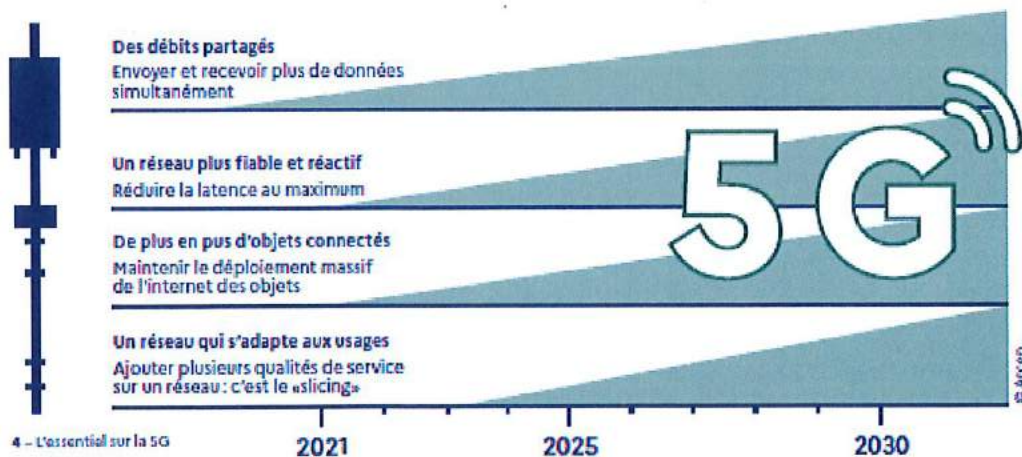 Des débits partagés
Envoyer et recevoir plus de données
simultanément
Un réseau plus fiable et réactif
Réduire la latence au maximum
De plus en pus d'objets connectés
Maintenir le déploiement massif
de l'internet des objets
Un réseau qui s'adapte aux usages
Ajouter plusieurs qualités de service
sur un réseau : c'est le «slicing»
5G
© Arcep
4 – L'essentiel sur la 5G
2021 2025 2030